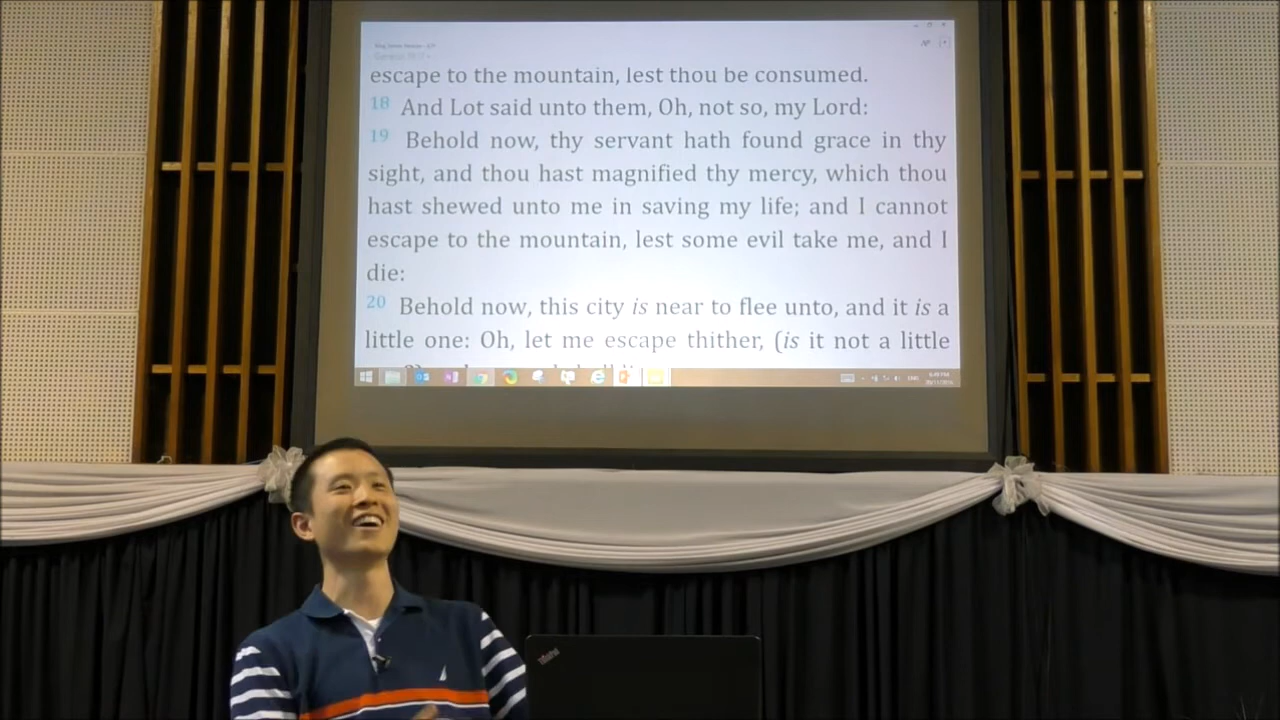 escape to the mountain, lest thou be consumed.
18 And Lot said unto them, Oh, not so, my Lord:
19 Behold now, thy servant hath found grace in thy
sight, and thou hast magnified thy mercy, which thou
hast shewed unto me in saving my life; and I cannot
escape to the mountain, lest some evil take me, and I
die:
20 Behold now, this city is near to flee unto, and it is a
little one: Oh, let me escape thither, (is it not a little
ThinkPad